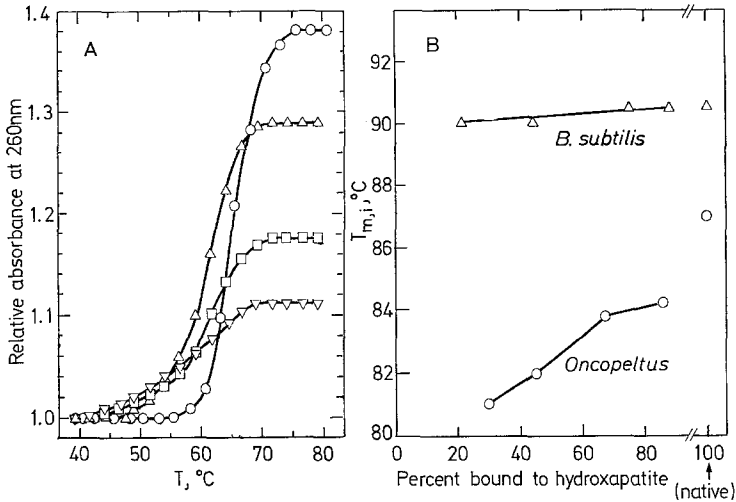 A
Relative absorbance at 260nm
1.4
1.3
1.2
1.1
1.0
40 50 60 70 80
T, °C
B
Tm,i, °C
92
90
88
86
84
82
80
B. subtilis
Oncopeltus
0 20 40 60 80 100
Percent bound to hydroxapatite
(native)